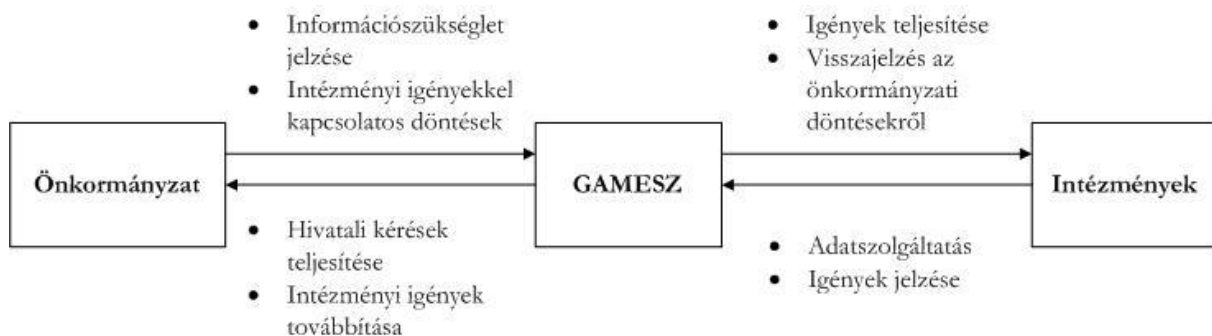 • Információszükséglet
jelzése
• Intézményi igényekkel
kapcsolatos döntések
• Igények teljesítése
• Visszajelzés az
önkormányzati
döntésekről
Önkormányzat
GAMESZ
Intézmények
• Hivatali kérések
teljesítése
• Intézményi igények
továbbítása
• Adatszolgáltatás
• Igények jelzése